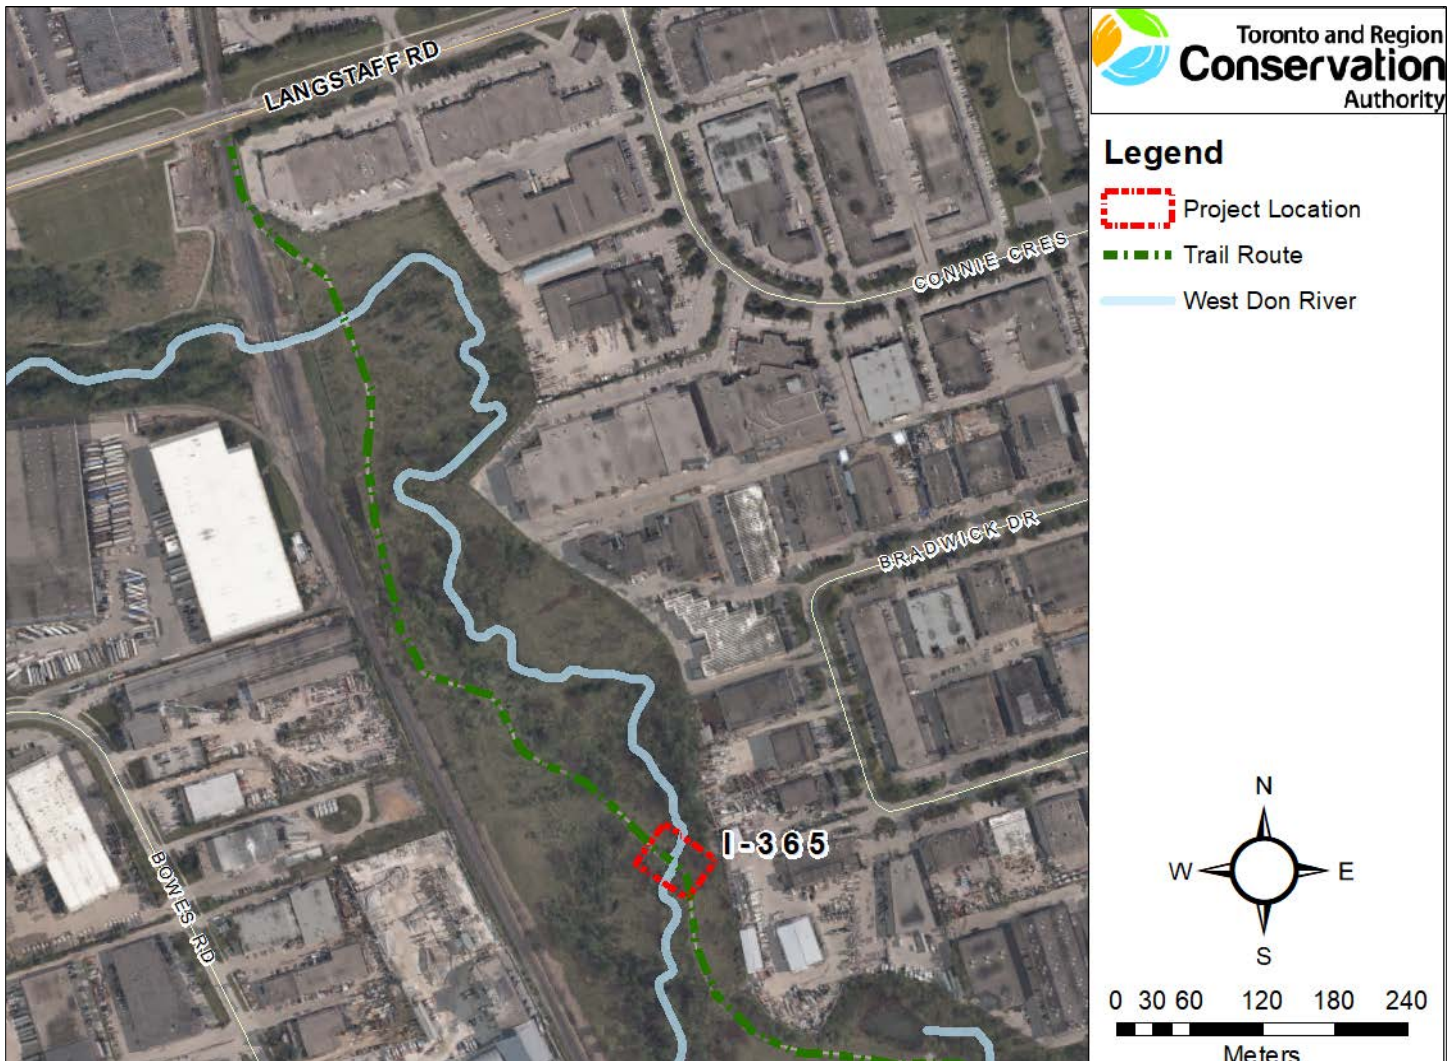 LANGSTAFF RD
CONNIE CRES
BRADWICK DR
I-365
BOWES RD
Toronto and Region
Conservation
Authority
Legend
Project Location
Trail Route
West Don River
N
W E
S
0 30 60 120 180 240
Meters